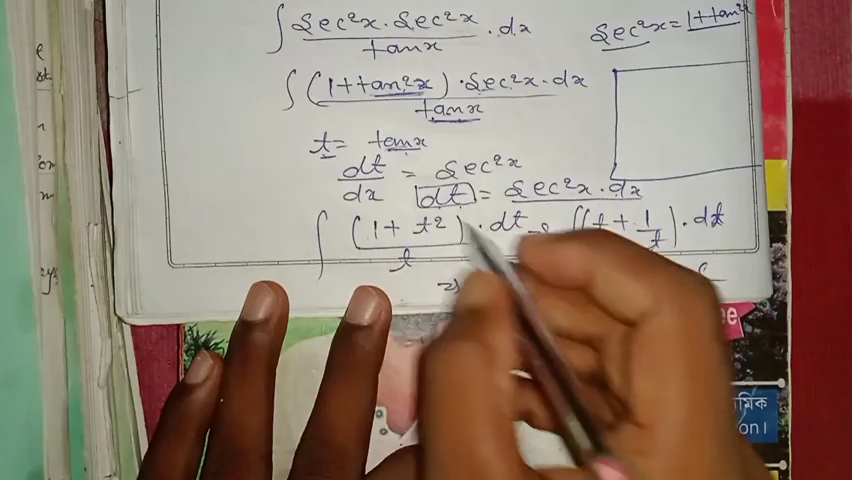 ∫ sec²x · sec²x / tanx · dx
sec²x = 1 + tan²x
∫ (1 + tan²x) · sec²x · dx / tanx
t = tanx
dt/dx = sec²x
dt = sec²x · dx
∫ (1 + t²) / t · dt = ∫ (t + 1/t) · dt
⇒
মিক
on।